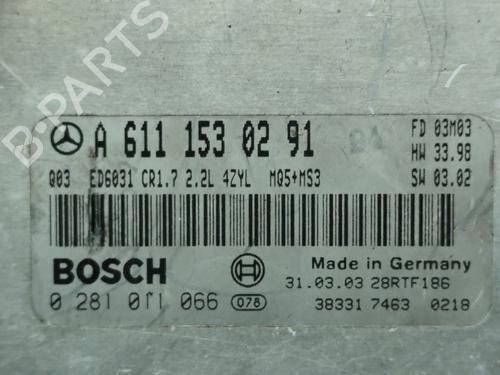 A 611 153 02 91 FD 03M03
HW 33.98
Q03 ED6031 CR1.7 2.2L 4ZYL MQ5+MS3 SW 03.02
BOSCH Made in Germany
31.03.03 28RTF186
0 281 011 066 078 38331 7463 0218
B-PARTS